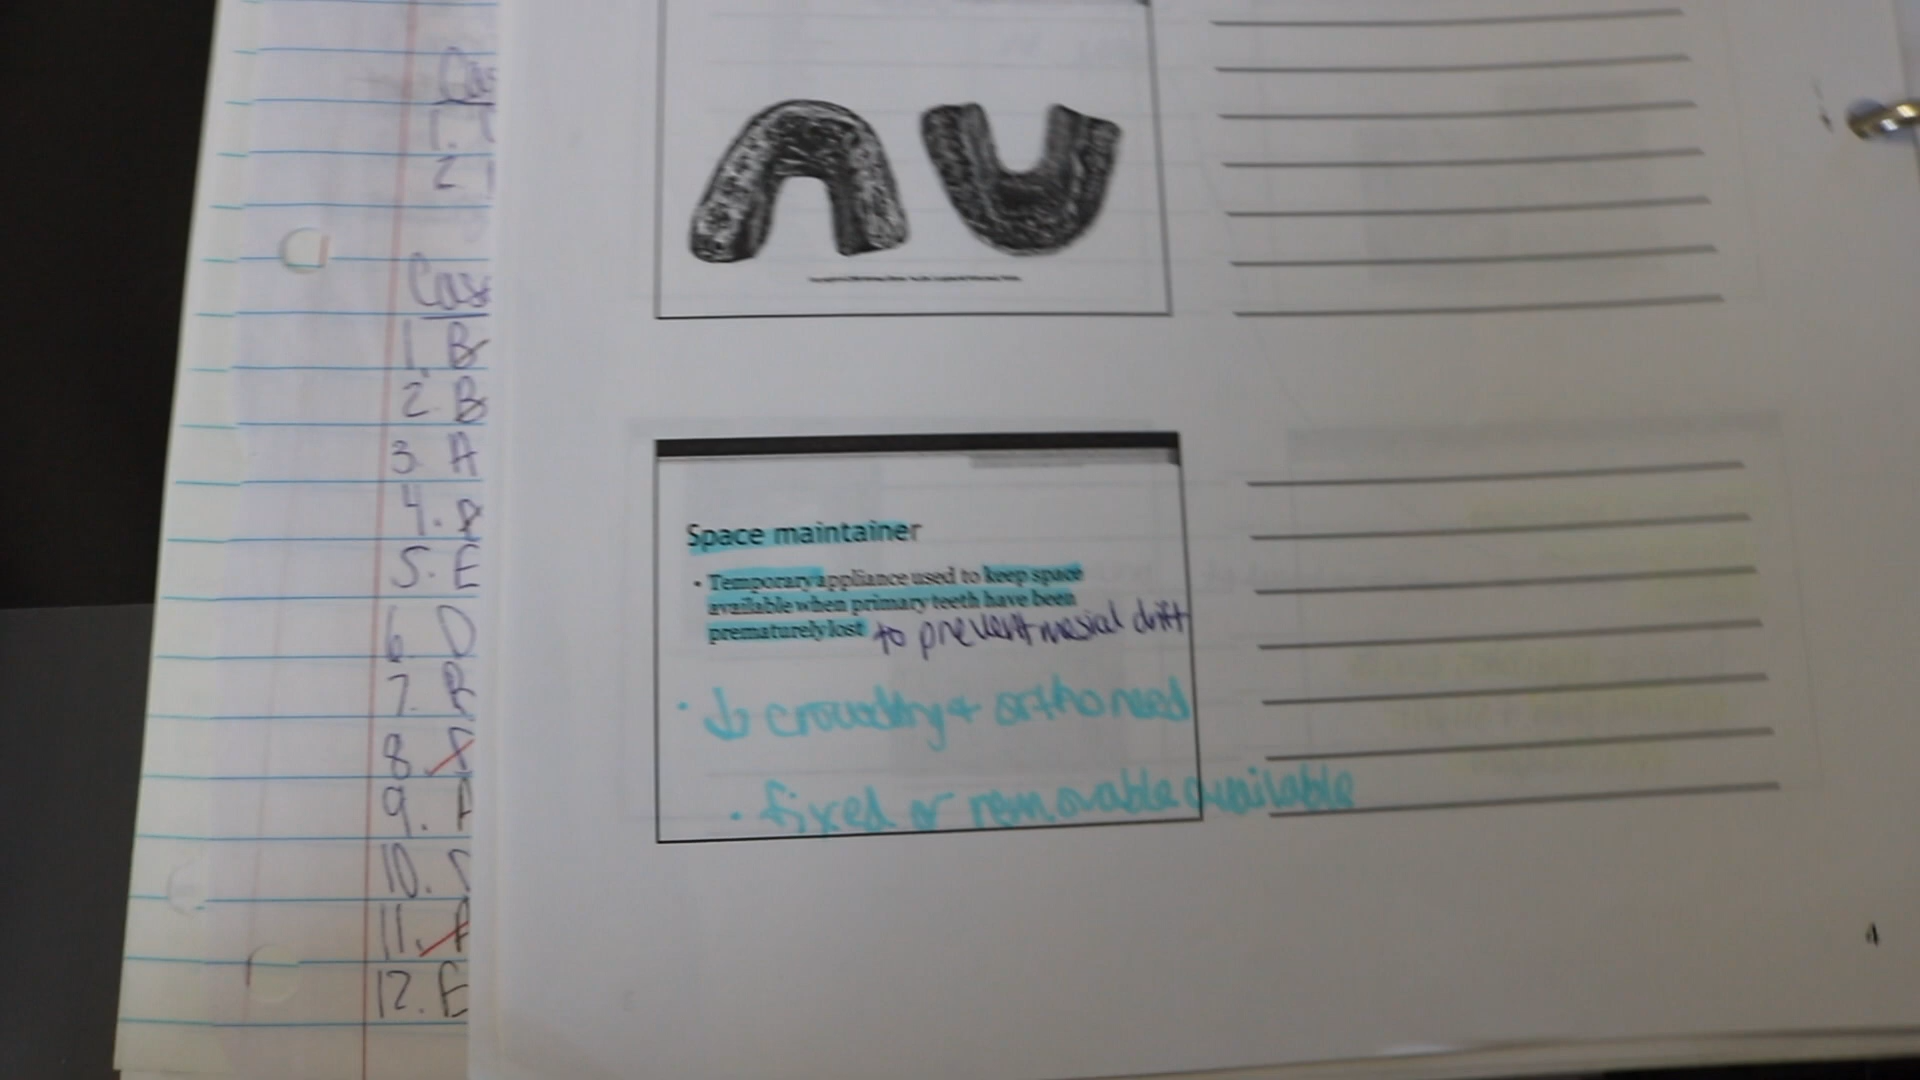 Cas
1.
2
Cas
1. B
2. B
3. A
4.
5. E
6. D
7.
8.
9.
10.
11.
12. E
Space maintainer
• Temporary appliance used to keep space
available when primary teeth have been
prematurely lost to prevent mesial drift
• ↓ crowding + ortho need
• fixed or removable available
4